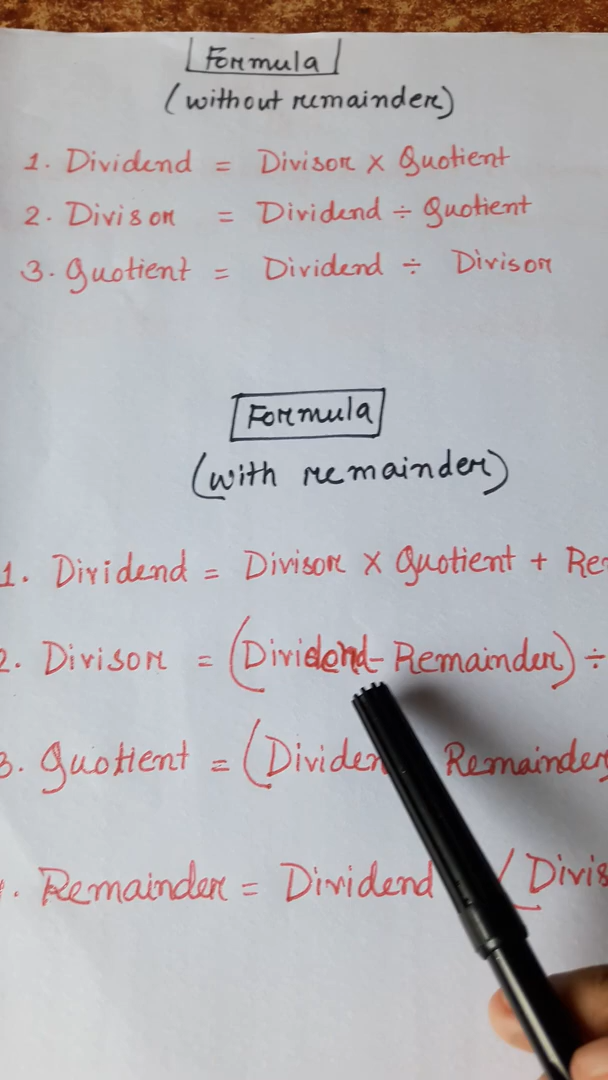 Formula
(without remainder)
1. Dividend = Divisor × Quotient
2. Divisor = Dividend ÷ Quotient
3. Quotient = Dividend ÷ Divisor
Formula
(with remainder)
1. Dividend = Divisor × Quotient + Re
2. Divisor = (Dividend - Remainder) ÷
3. Quotient = (Dividen Remainder
. Remainder = Dividend (Divis